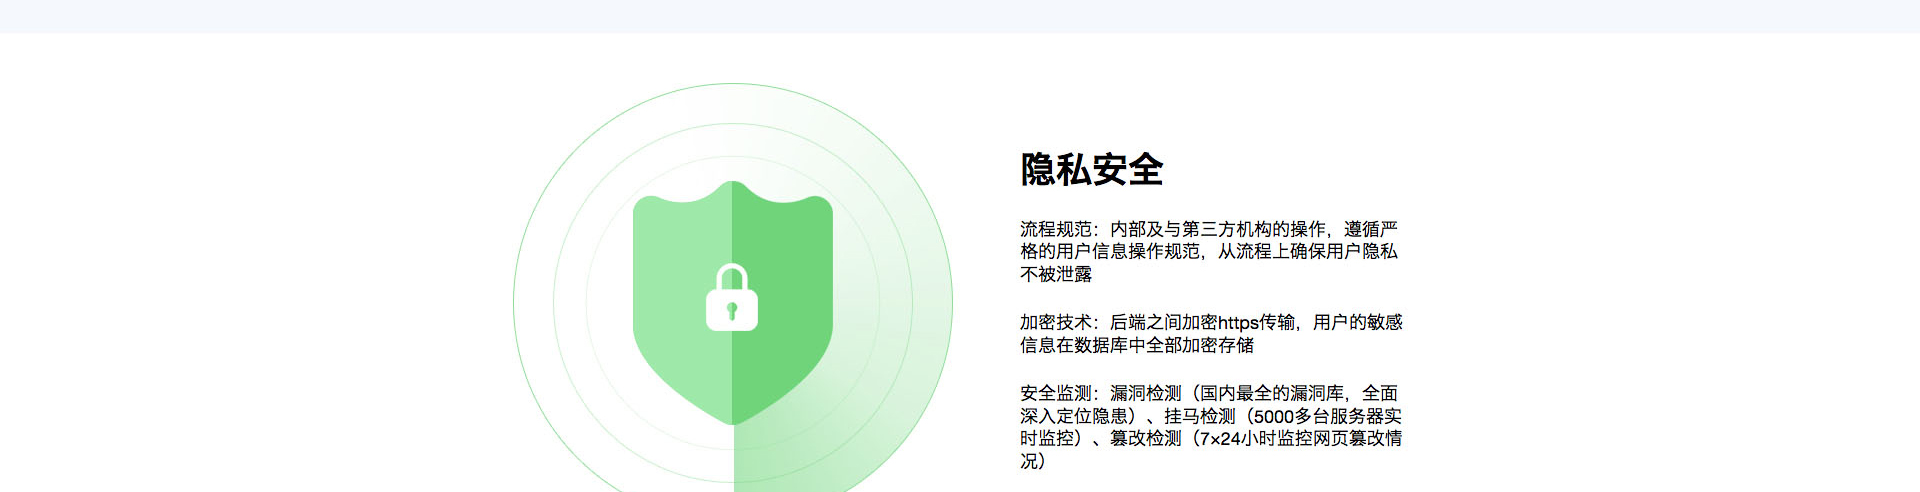 隐私安全
流程规范：内部及与第三方机构的操作，遵循严
格的用户信息操作规范，从流程上确保用户隐私
不被泄露
加密技术：后端之间加密https传输，用户的敏感
信息在数据库中全部加密存储
安全监测：漏洞检测（国内最全的漏洞库，全面
深入定位隐患）、挂马检测（5000多台服务器实
时监控）、篡改检测（7×24小时监控网页篡改情
况）